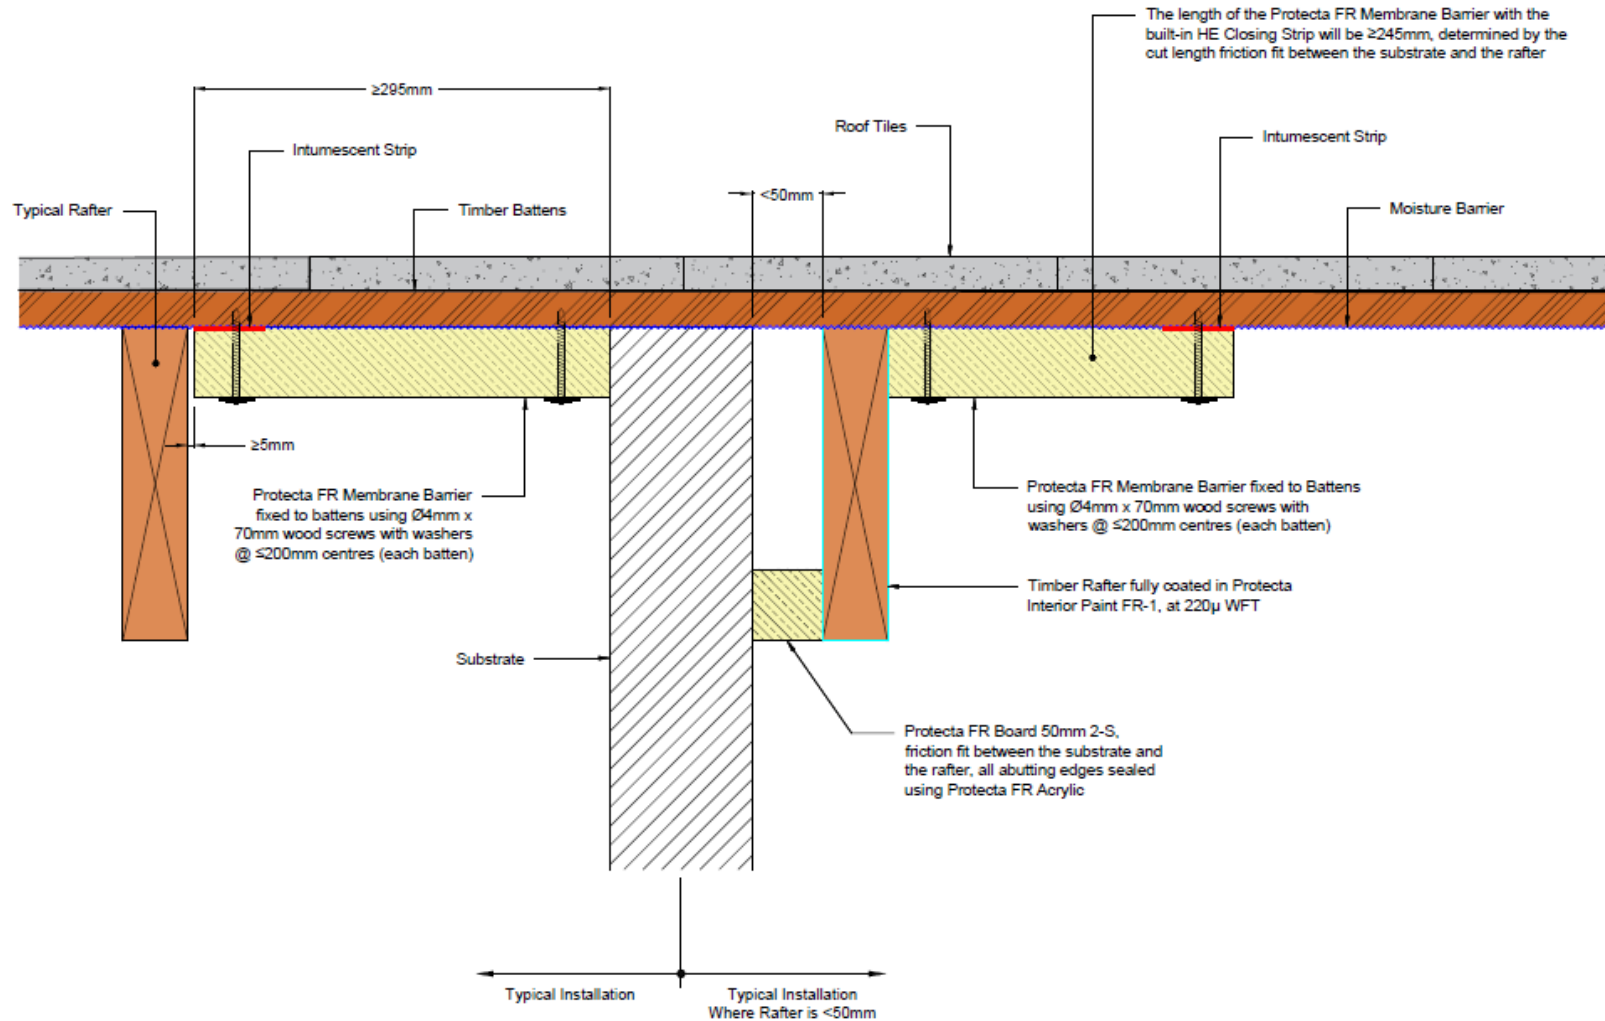 The length of the Protecta FR Membrane Barrier with the
built-in HE Closing Strip will be ≥245mm, determined by the
cut length friction fit between the substrate and the rafter
≥295mm
Roof Tiles
Intumescent Strip
Intumescent Strip
<50mm
Typical Rafter
Timber Battens
Moisture Barrier
≥5mm
Protecta FR Membrane Barrier
fixed to battens using Ø4mm x
70mm wood screws with washers
@ ≤200mm centres (each batten)
Protecta FR Membrane Barrier fixed to Battens
using Ø4mm x 70mm wood screws with
washers @ ≤200mm centres (each batten)
Timber Rafter fully coated in Protecta
Interior Paint FR-1, at 220µ WFT
Substrate
Protecta FR Board 50mm 2-S,
friction fit between the substrate and
the rafter, all abutting edges sealed
using Protecta FR Acrylic
Typical Installation
Typical Installation
Where Rafter is <50mm